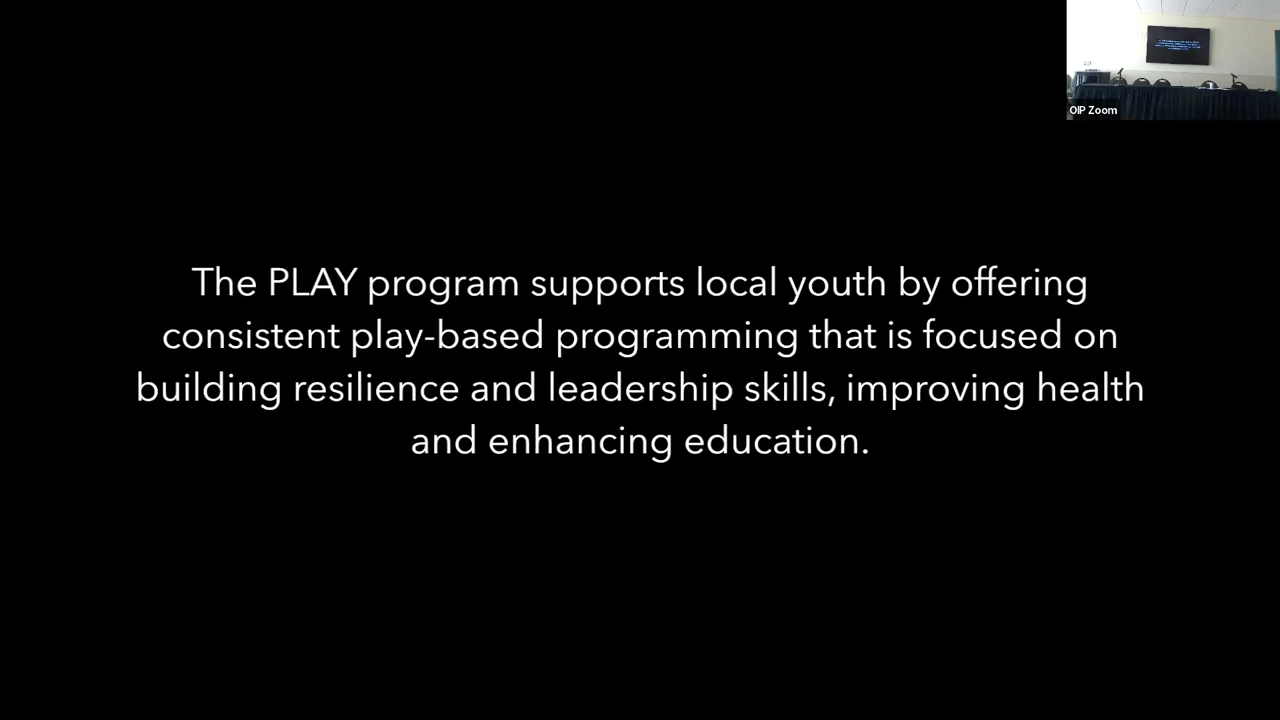 OIP Zoom
The PLAY program supports local youth by offering
consistent play-based programming that is focused on
building resilience and leadership skills, improving health
and enhancing education.